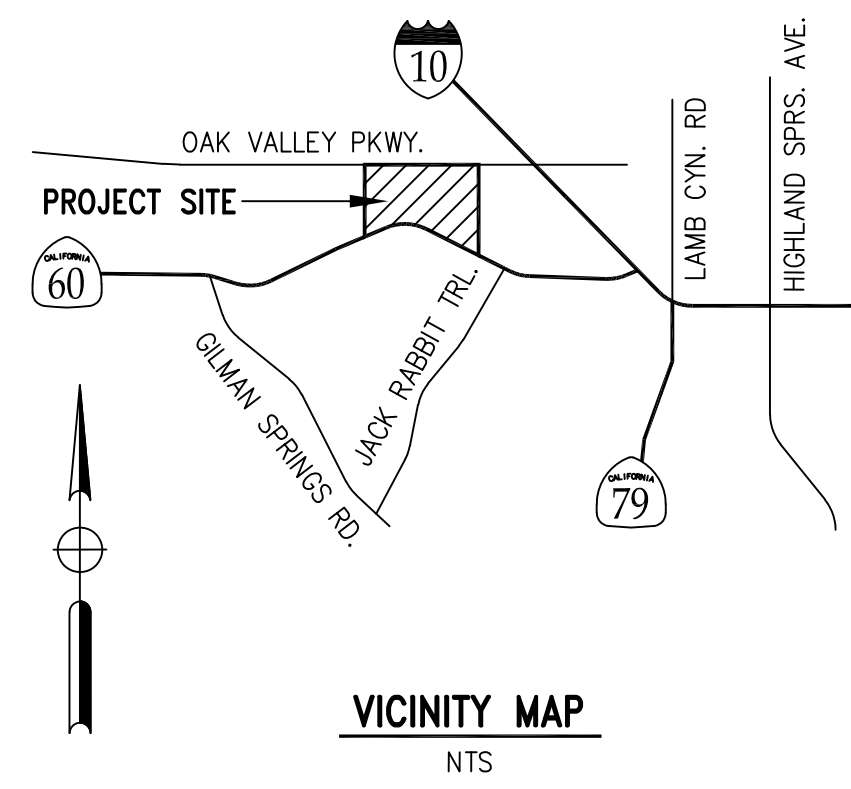 10
OAK VALLEY PKWY.
PROJECT SITE
LAMB CYN. RD
HIGHLAND SPRS. AVE.
CALIFORNIA
60
GILMAN SPRINGS RD.
JACK RABBIT TRL.
CALIFORNIA
79
VICINITY MAP
NTS